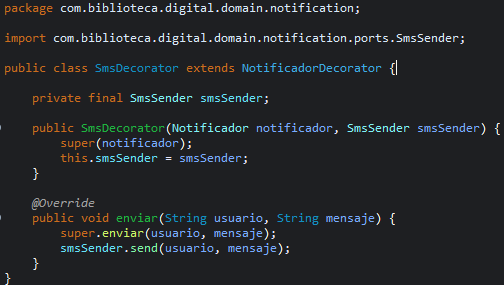 package com.biblioteca.digital.domain.notification;
import com.biblioteca.digital.domain.notification.ports.SmsSender;
public class SmsDecorator extends NotificadorDecorator {
private final SmsSender smsSender;
public SmsDecorator(Notificador notificador, SmsSender smsSender) {
super(notificador);
this.smsSender = smsSender;
}
@Override
public void enviar(String usuario, String mensaje) {
super.enviar(usuario, mensaje);
smsSender.send(usuario, mensaje);
}
}